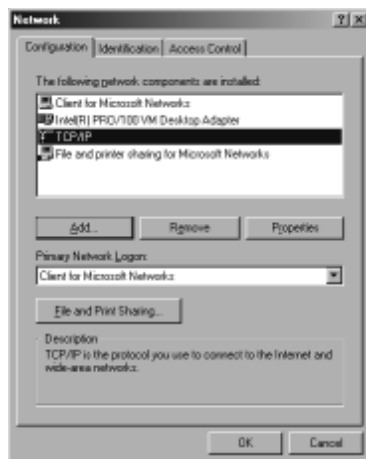 Network
Configuration Identification Access Control
The following network components are installed:
Client for Microsoft Networks
Intel(R) PRO/100 VM Desktop Adapter
TCP/IP
File and printer sharing for Microsoft Networks
Add... Remove Properties
Primary Network Logon:
Client for Microsoft Networks
File and Print Sharing...
Description
TCP/IP is the protocol you use to connect to the Internet and
wide-area networks.
OK Cancel